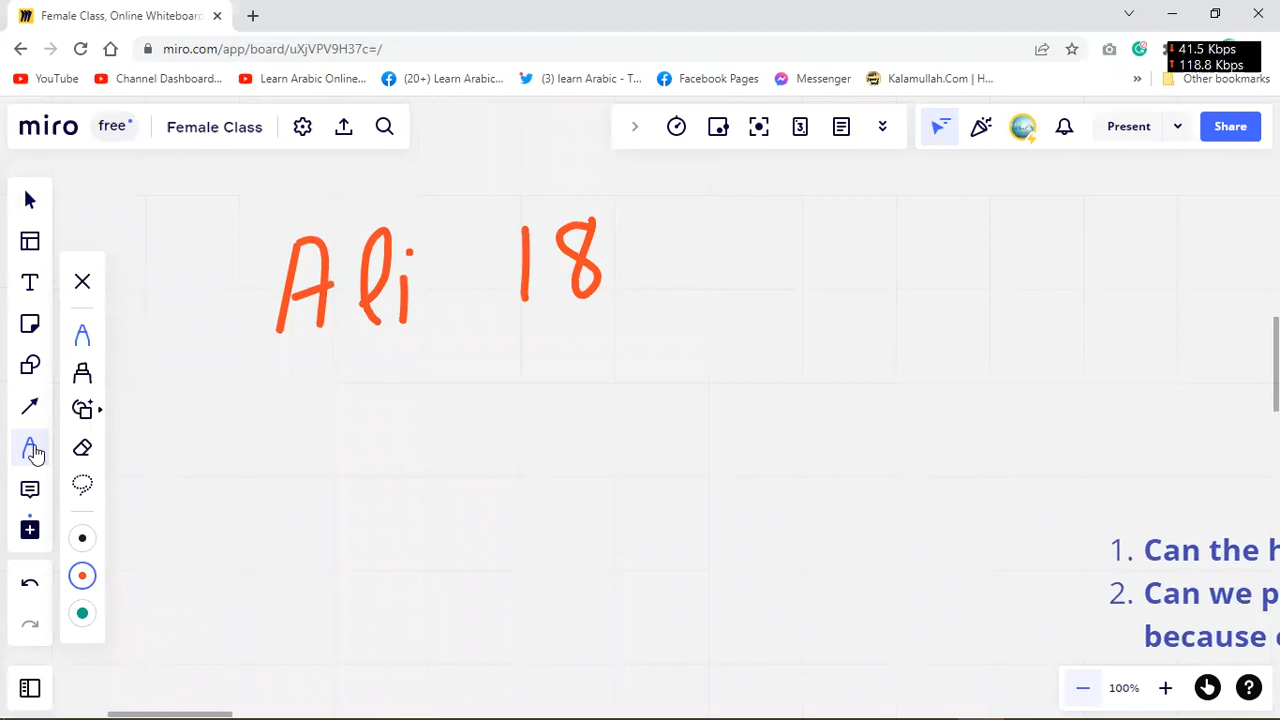 Female Class, Online Whiteboard
miro.com/app/board/uXjVPV9H37c=/
41.5 Kbps
118.8 Kbps
YouTube
Channel Dashboard...
Learn Arabic Online...
(20+) Learn Arabic...
(3) learn Arabic - T...
Facebook Pages
Messenger
Kalamullah.Com | H...
»
Other bookmarks
miro
free
Female Class
3
Present
Share
Ali 18
T
1. Can the h
2. Can we p
because
100%
?